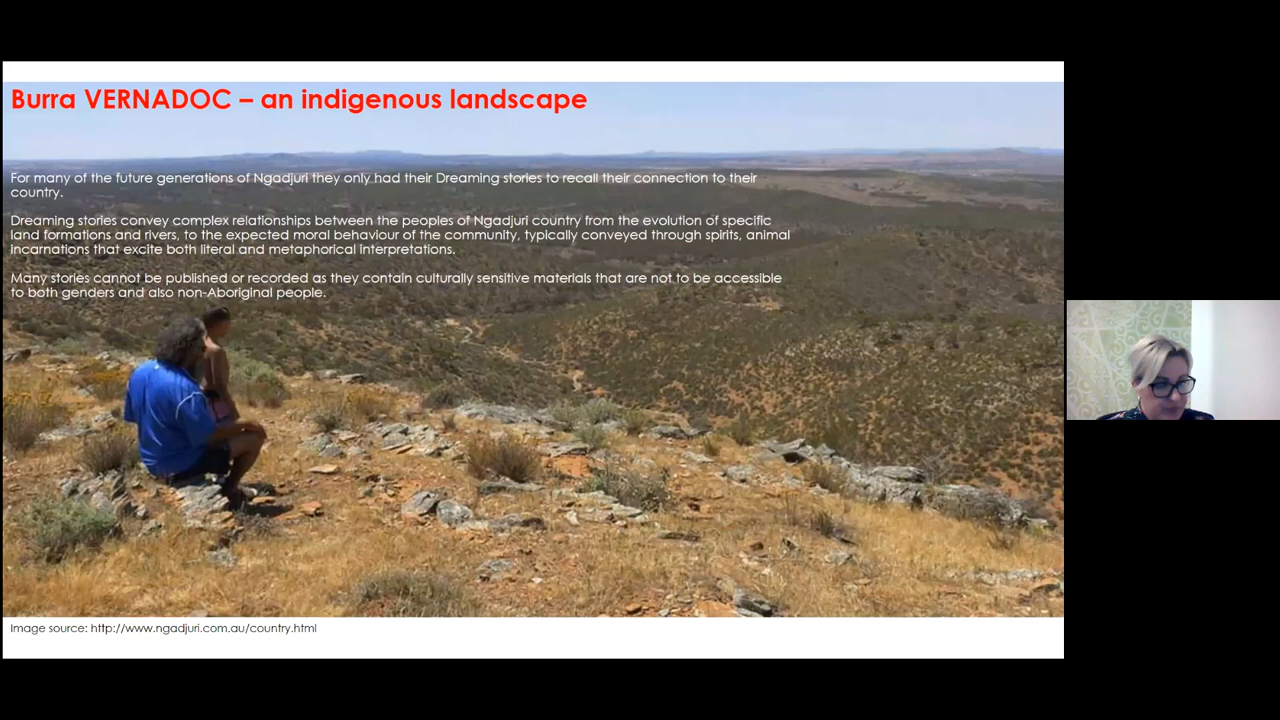 Burra VERNADOC – an indigenous landscape
For many of the future generations of Ngadjuri they only had their Dreaming stories to recall their connection to their
country.
Dreaming stories convey complex relationships between the peoples of Ngadjuri country from the evolution of specific
land formations and rivers, to the expected moral behaviour of the community, typically conveyed through spirits, animal
incarnations that excite both literal and metaphorical interpretations.
Many stories cannot be published or recorded as they contain culturally sensitive materials that are not to be accessible
to both genders and also non-Aboriginal people.
Image source: http://www.ngadjuri.com.au/country.html